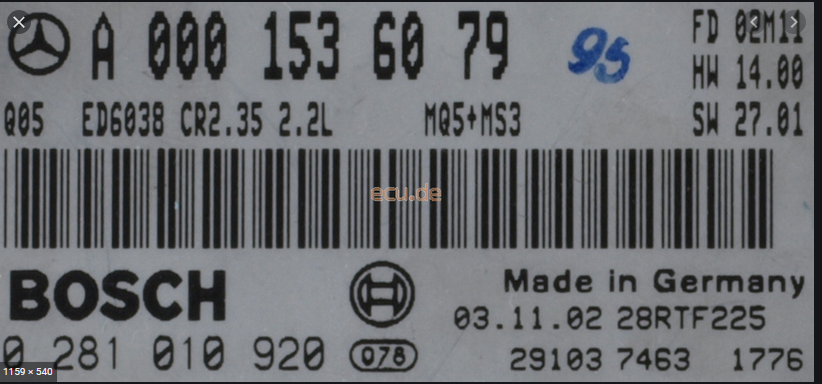 A 000 153 60 79
95
FD 02M11
HW 14.00
Q05 ED6038 CR2.35 2.2L MQ5+MS3
SW 27.01
ecu.de
BOSCH
Made in Germany
03.11.02 28RTF225
0 281 010 920 Q78
29103 7463 1776
1159 × 540